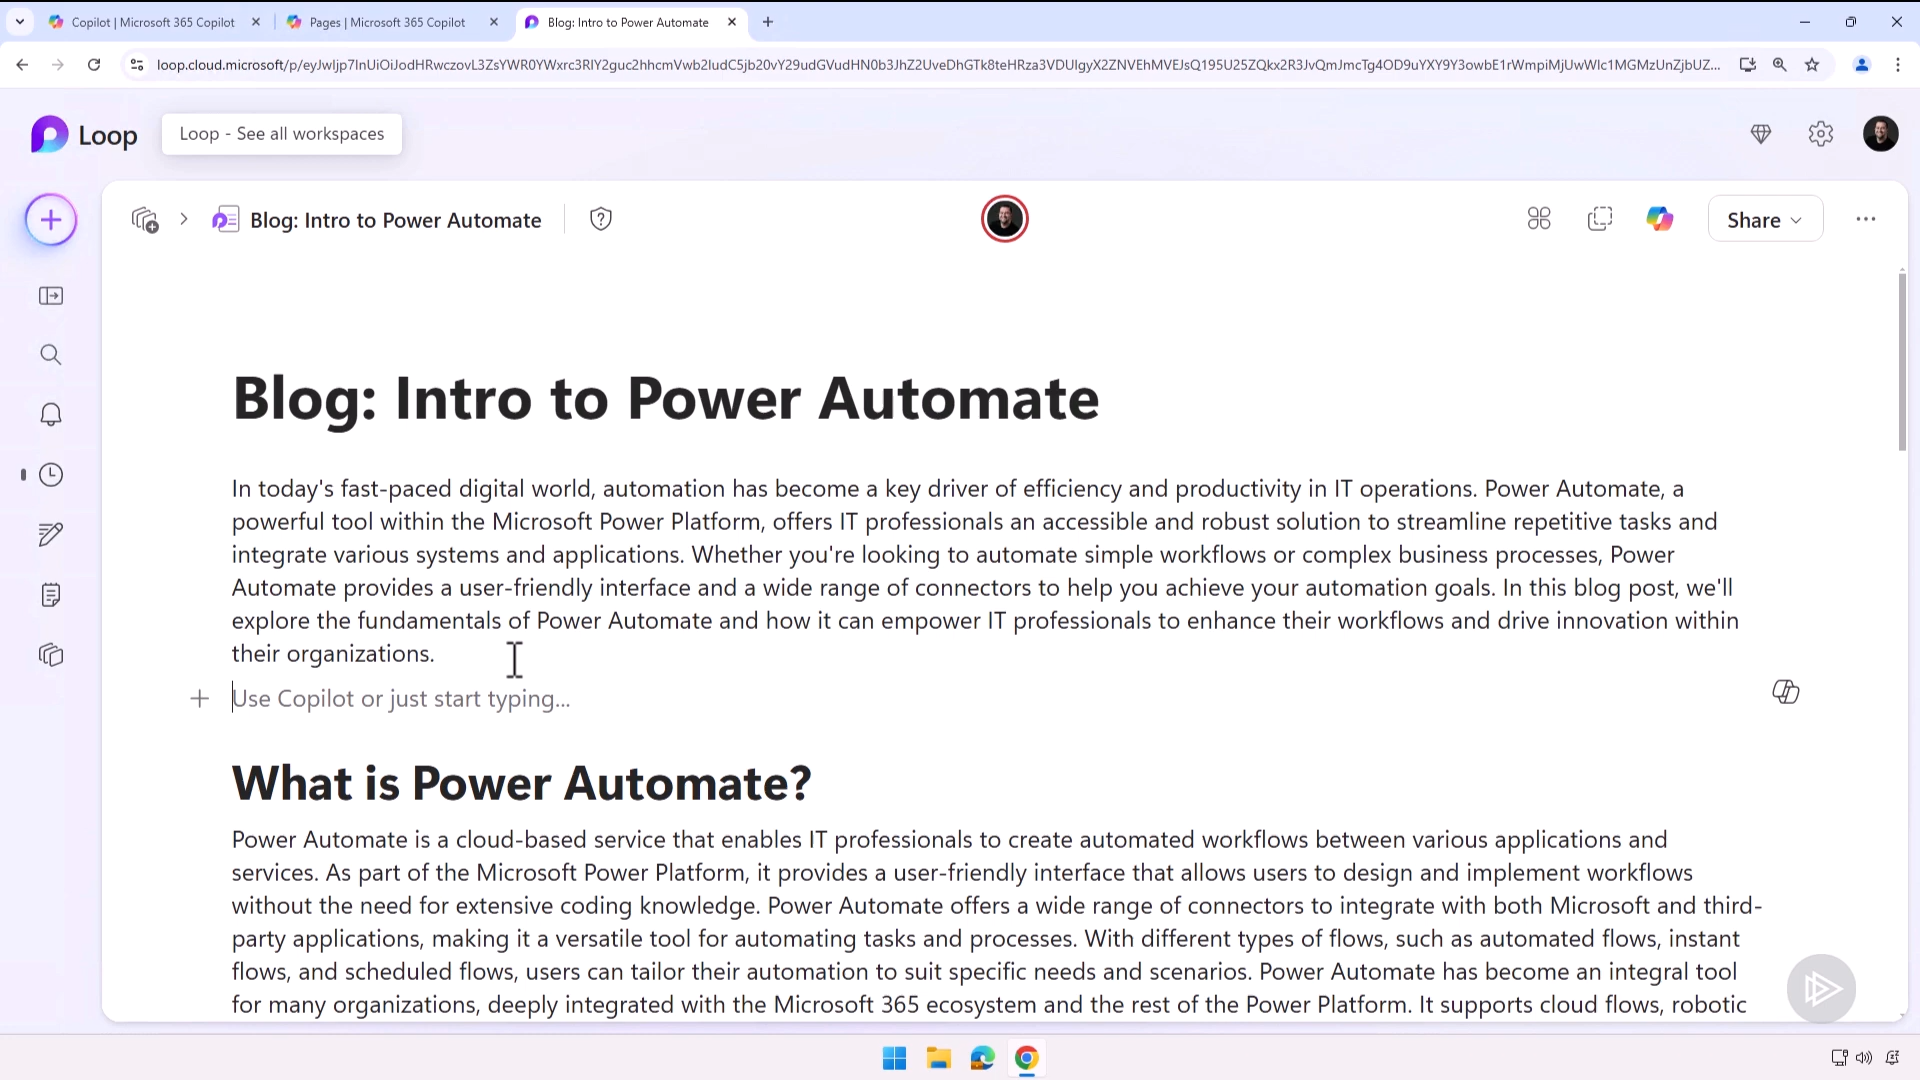 Copilot | Microsoft 365 Copilot
Pages | Microsoft 365 Copilot
Blog: Intro to Power Automate
Loop
Loop - See all workspaces
Blog: Intro to Power Automate
Share
Blog: Intro to Power Automate
In today's fast-paced digital world, automation has become a key driver of efficiency and productivity in IT operations. Power Automate, a
powerful tool within the Microsoft Power Platform, offers IT professionals an accessible and robust solution to streamline repetitive tasks and
integrate various systems and applications. Whether you're looking to automate simple workflows or complex business processes, Power
Automate provides a user-friendly interface and a wide range of connectors to help you achieve your automation goals. In this blog post, we'll
explore the fundamentals of Power Automate and how it can empower IT professionals to enhance their workflows and drive innovation within
their organizations.
Use Copilot or just start typing...
What is Power Automate?
Power Automate is a cloud-based service that enables IT professionals to create automated workflows between various applications and
services. As part of the Microsoft Power Platform, it provides a user-friendly interface that allows users to design and implement workflows
without the need for extensive coding knowledge. Power Automate offers a wide range of connectors to integrate with both Microsoft and third-
party applications, making it a versatile tool for automating tasks and processes. With different types of flows, such as automated flows, instant
flows, and scheduled flows, users can tailor their automation to suit specific needs and scenarios. Power Automate has become an integral tool
for many organizations, deeply integrated with the Microsoft 365 ecosystem and the rest of the Power Platform. It supports cloud flows, robotic